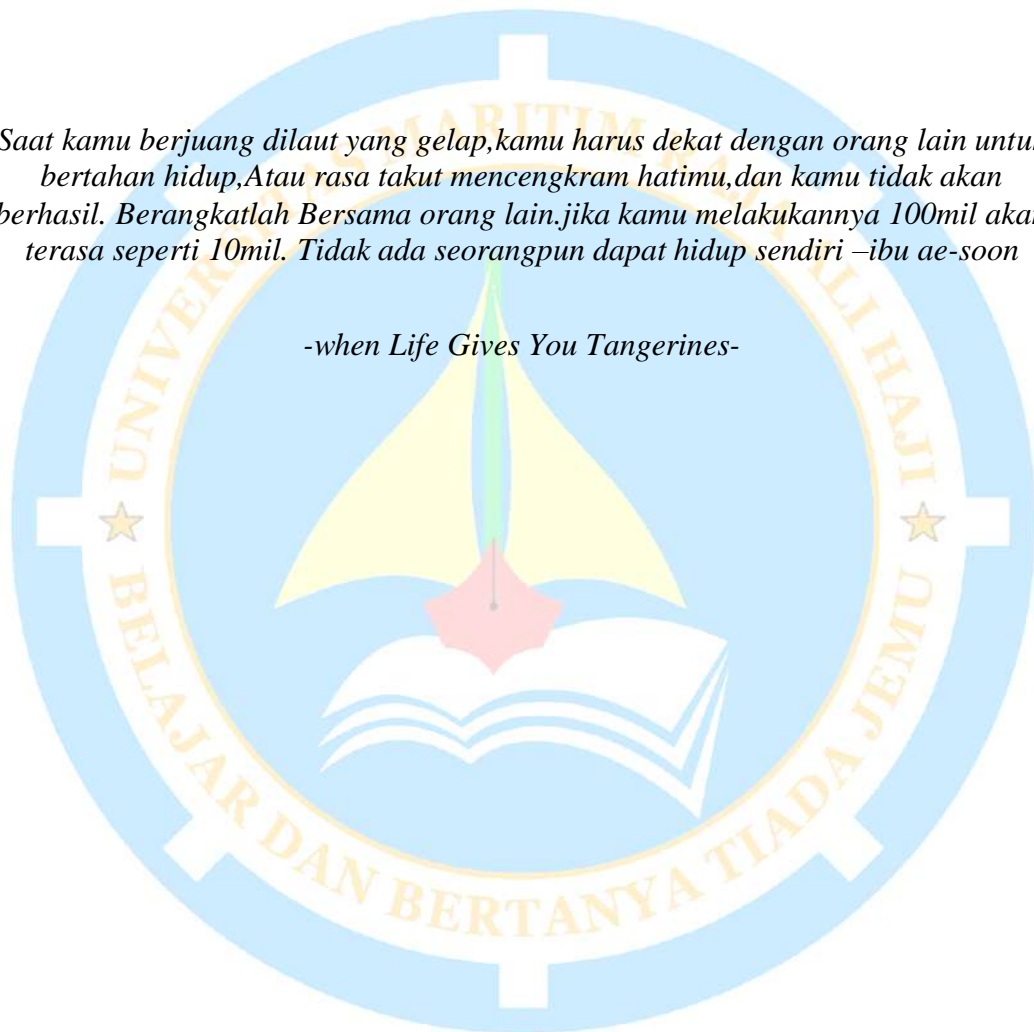 Saat kamu berjuang dilaut yang gelap,kamu harus dekat dengan orang lain untuk
bertahan hidup,Atau rasa takut mencengkram hatimu,dan kamu tidak akan
berhasil. Berangkatlah Bersama orang lain.jika kamu melakukannya 100mil akan
terasa seperti 10mil. Tidak ada seorangpun dapat hidup sendiri –ibu ae-soon
-when Life Gives You Tangerines-
UNIVERSITAS MARITIM RAJA ALI HAJI
BELAJAR DAN BERTANYA TIADA JEMU